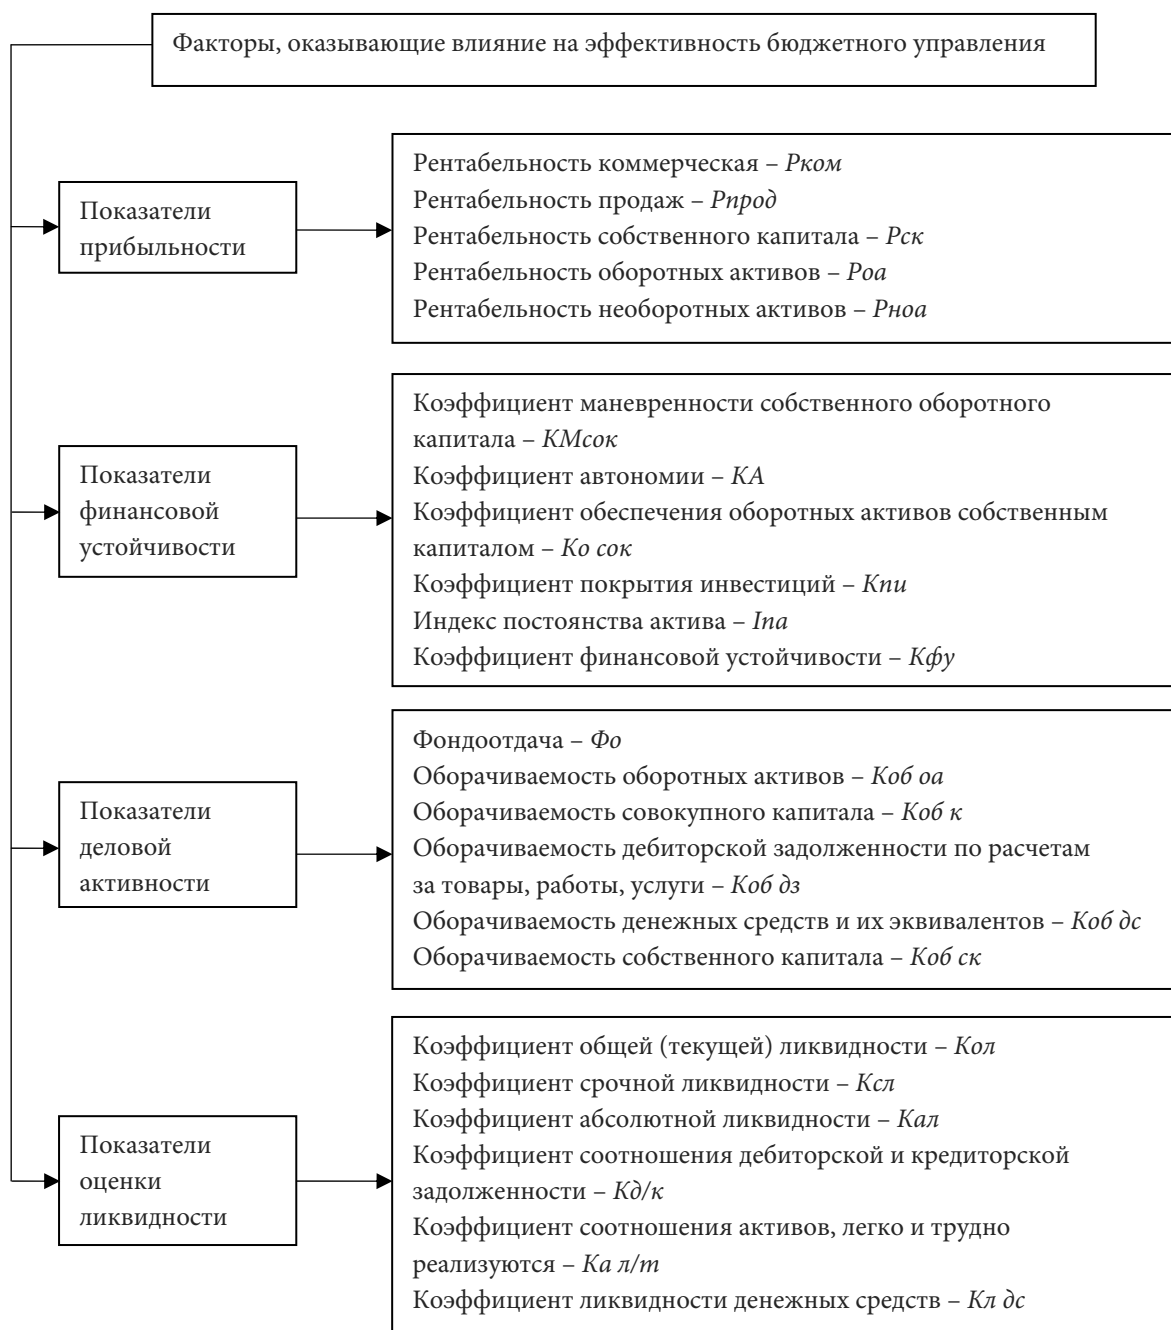 Факторы, оказывающие влияние на эффективность бюджетного управления
Показатели
прибыльности
Рентабельность коммерческая – Рком
Рентабельность продаж – Рпрод
Рентабельность собственного капитала – Рск
Рентабельность оборотных активов – Роа
Рентабельность необоротных активов – Рноа
Показатели
финансовой
устойчивости
Коэффициент маневренности собственного оборотного
капитала – КМсок
Коэффициент автономии – КА
Коэффициент обеспечения оборотных активов собственным
капиталом – Ко сок
Коэффициент покрытия инвестиций – Кпи
Индекс постоянства актива – Iпа
Коэффициент финансовой устойчивости – Кфу
Показатели
деловой
активности
Фондоотдача – Фо
Оборачиваемость оборотных активов – Коб оа
Оборачиваемость совокупного капитала – Коб к
Оборачиваемость дебиторской задолженности по расчетам
за товары, работы, услуги – Коб дз
Оборачиваемость денежных средств и их эквивалентов – Коб дс
Оборачиваемость собственного капитала – Коб ск
Показатели
оценки
ликвидности
Коэффициент общей (текущей) ликвидности – Кол
Коэффициент срочной ликвидности – Ксл
Коэффициент абсолютной ликвидности – Кал
Коэффициент соотношения дебиторской и кредиторской
задолженности – Кд/к
Коэффициент соотношения активов, легко и трудно
реализуются – Ка л/т
Коэффициент ликвидности денежных средств – Кл дс